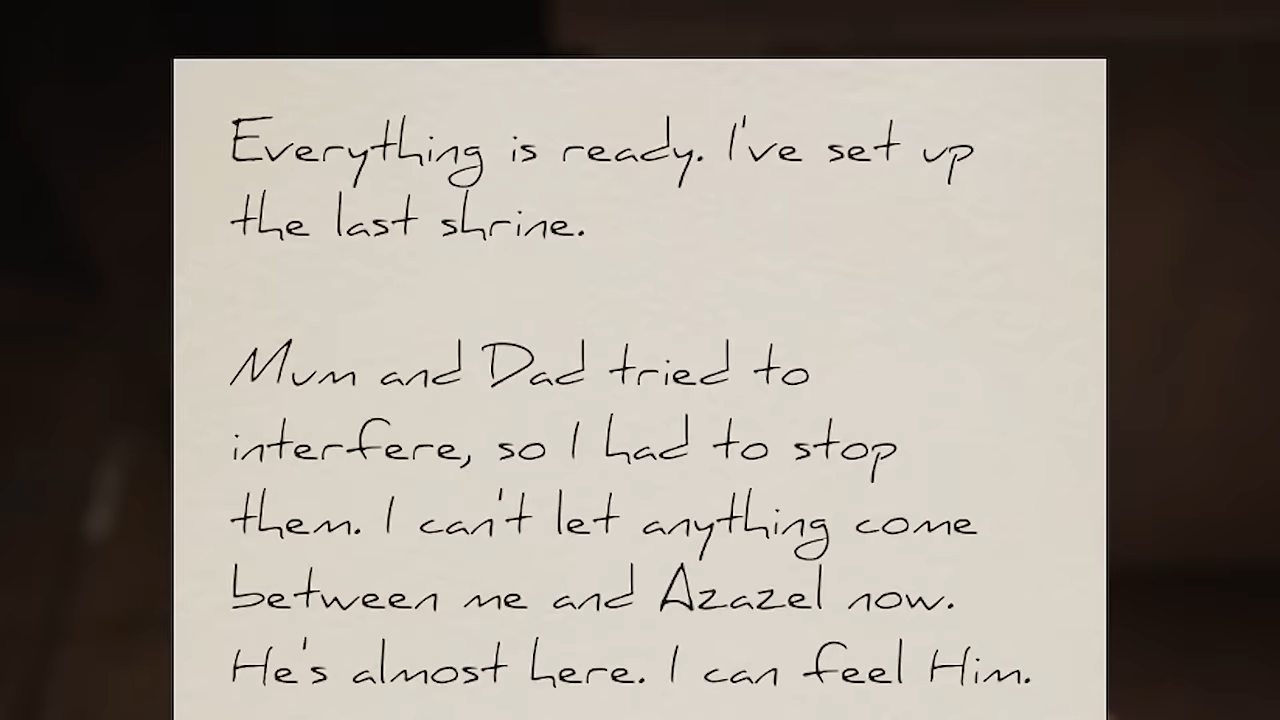 Everything is ready. I've set up
the last shrine.
Mum and Dad tried to
interfere, so I had to stop
them. I can't let anything come
between me and Azazel now.
He's almost here. I can feel Him.